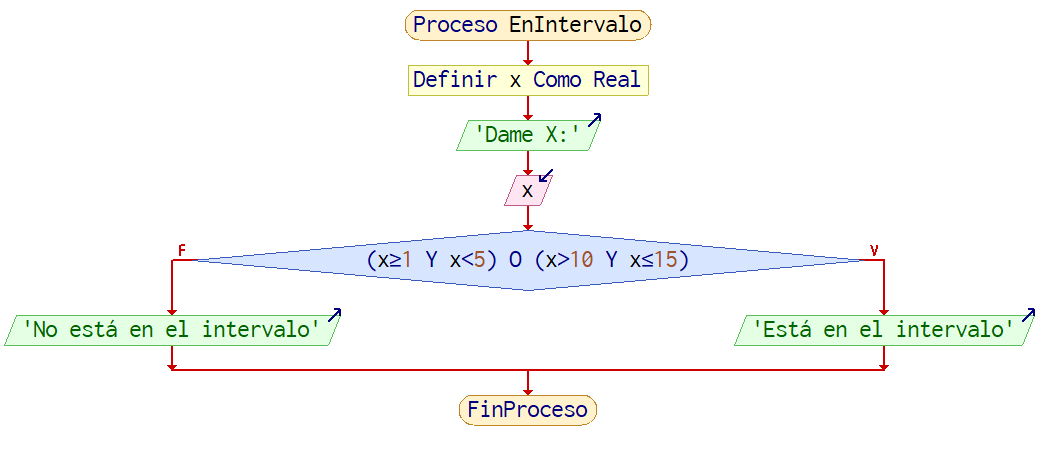 Proceso EnIntervalo
Definir x Como Real
'Dame X:'
x
F
V
(x≥1 Y x<5) O (x>10 Y x≤15)
'No está en el intervalo'
'Está en el intervalo'
FinProceso